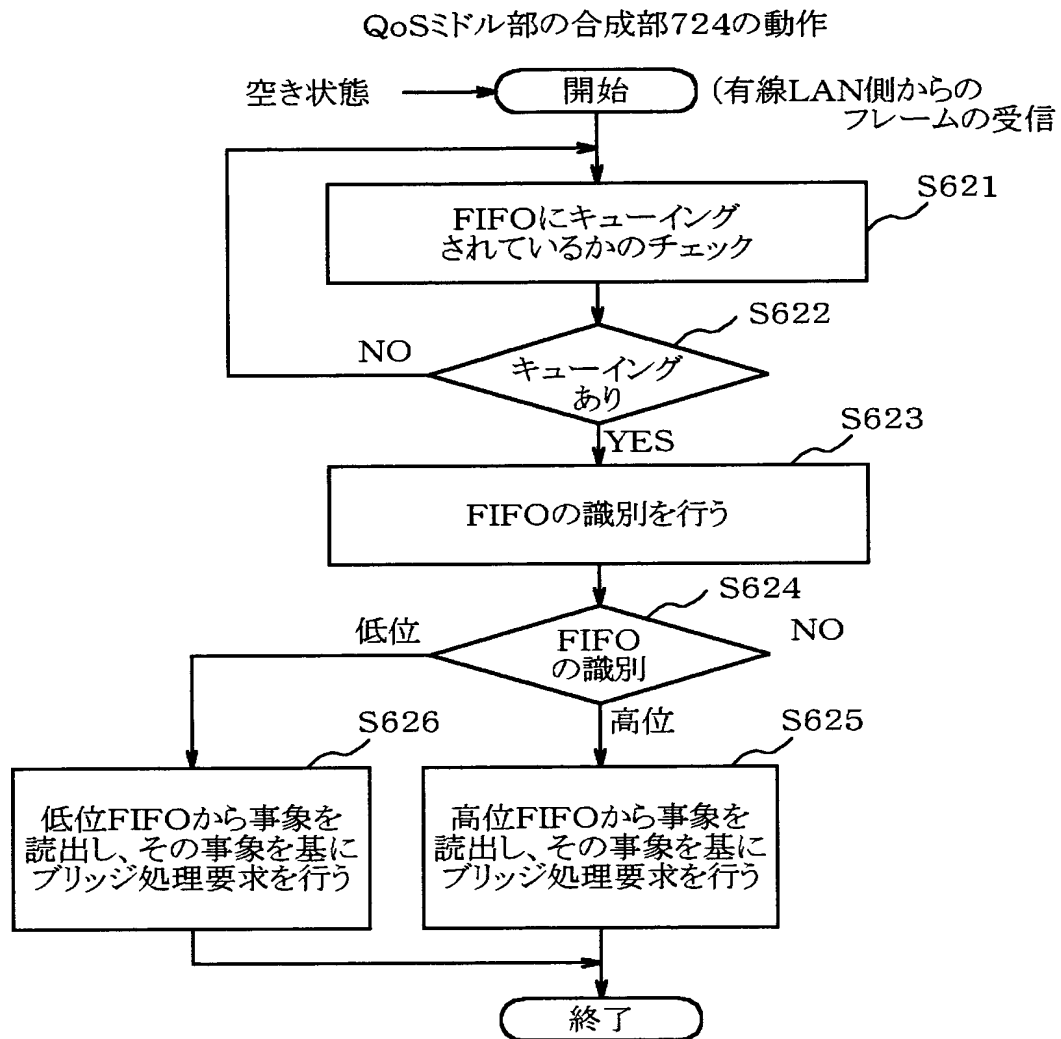 QoSミドル部の合成部724の動作
空き状態
開始
(有線LAN側からの
フレームの受信
S621
FIFOにキューイング
されているかのチェック
S622
NO
キューイング
あり
YES
S623
FIFOの識別を行う
S624
低位
NO
FIFO
の識別
高位
S626
S625
低位FIFOから事象を
読出し、その事象を基に
ブリッジ処理要求を行う
高位FIFOから事象を
読出し、その事象を基に
ブリッジ処理要求を行う
終了